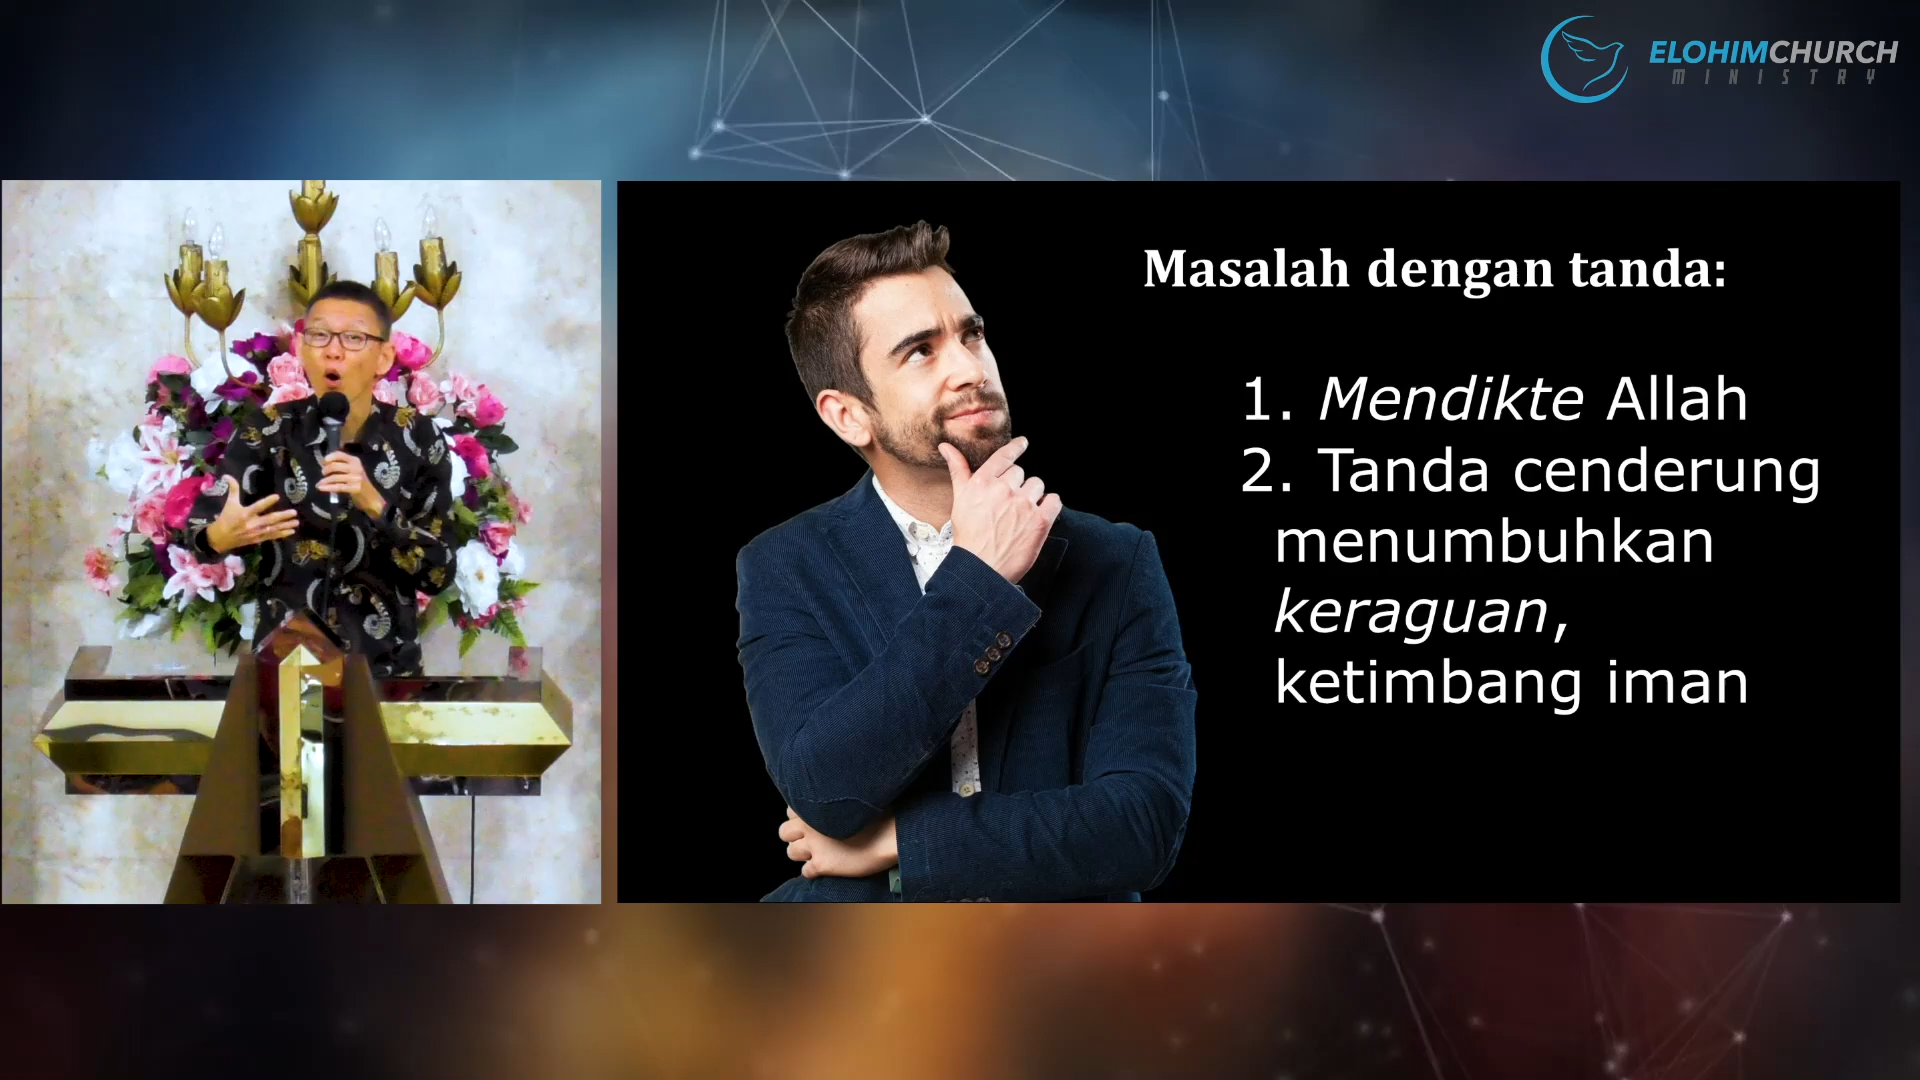 ELOHIMCHURCH
MINISTRY
Masalah dengan tanda:
1. Mendikte Allah
2. Tanda cenderung
menumbuhkan
keraguan,
ketimbang iman